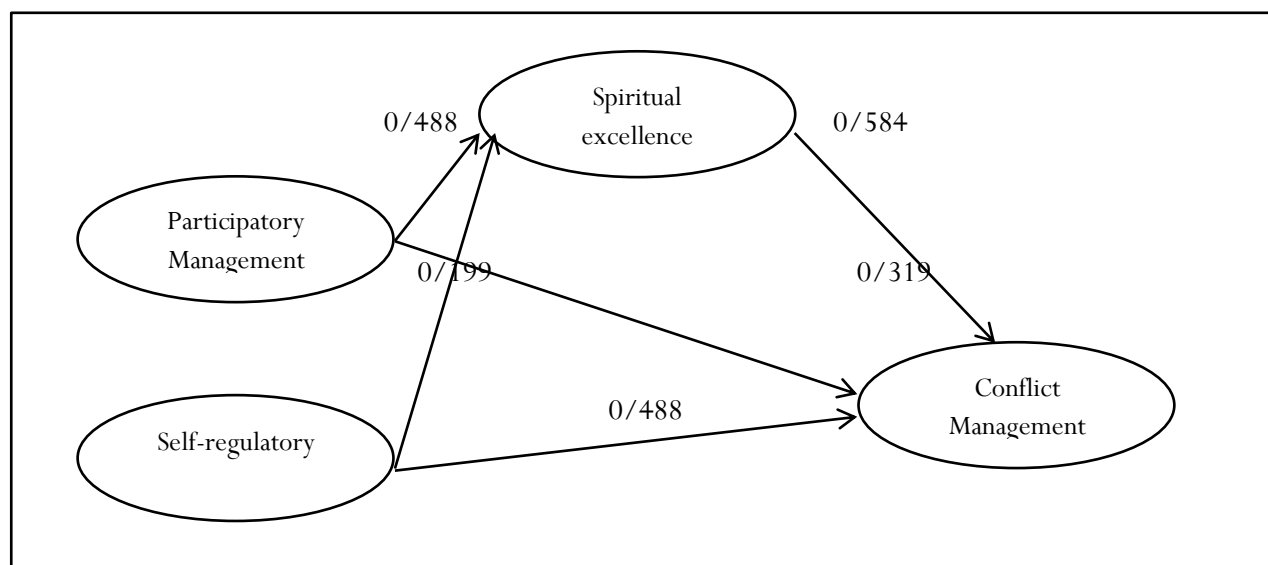 Spiritual
excellence
0/488
0/584
Participatory
Management
0/199
0/319
Conflict
Management
0/488
Self-regulatory